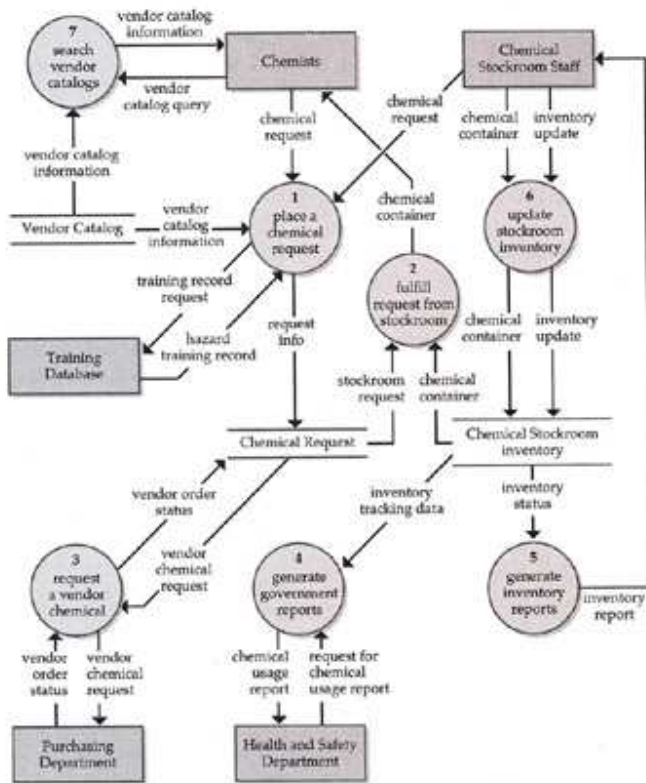 7
search
vendor
catalogs
vendor catalog
information
vendor
catalog query
Chemists
Chemical
Stockroom Staff
chemical
request
chemical
request
chemical
container
inventory
update
vendor catalog
information
Vendor Catalog
vendor
catalog
information
1
place a
chemical
request
chemical
container
6
update
stockroom
inventory
2
fulfill
request from
stockroom
training record
request
hazard
training record
request
info
chemical
container
inventory
update
Training
Database
stockroom
request
chemical
container
Chemical Request
Chemical Stockroom
inventory
vendor order
status
vendor
chemical
request
inventory
tracking data
inventory
status
3
request
a vendor
chemical
4
generate
government
reports
5
generate
inventory
reports
inventory
report
vendor
order
status
vendor
chemical
request
chemical
usage
report
request for
chemical
usage report
Purchasing
Department
Health and Safety
Department